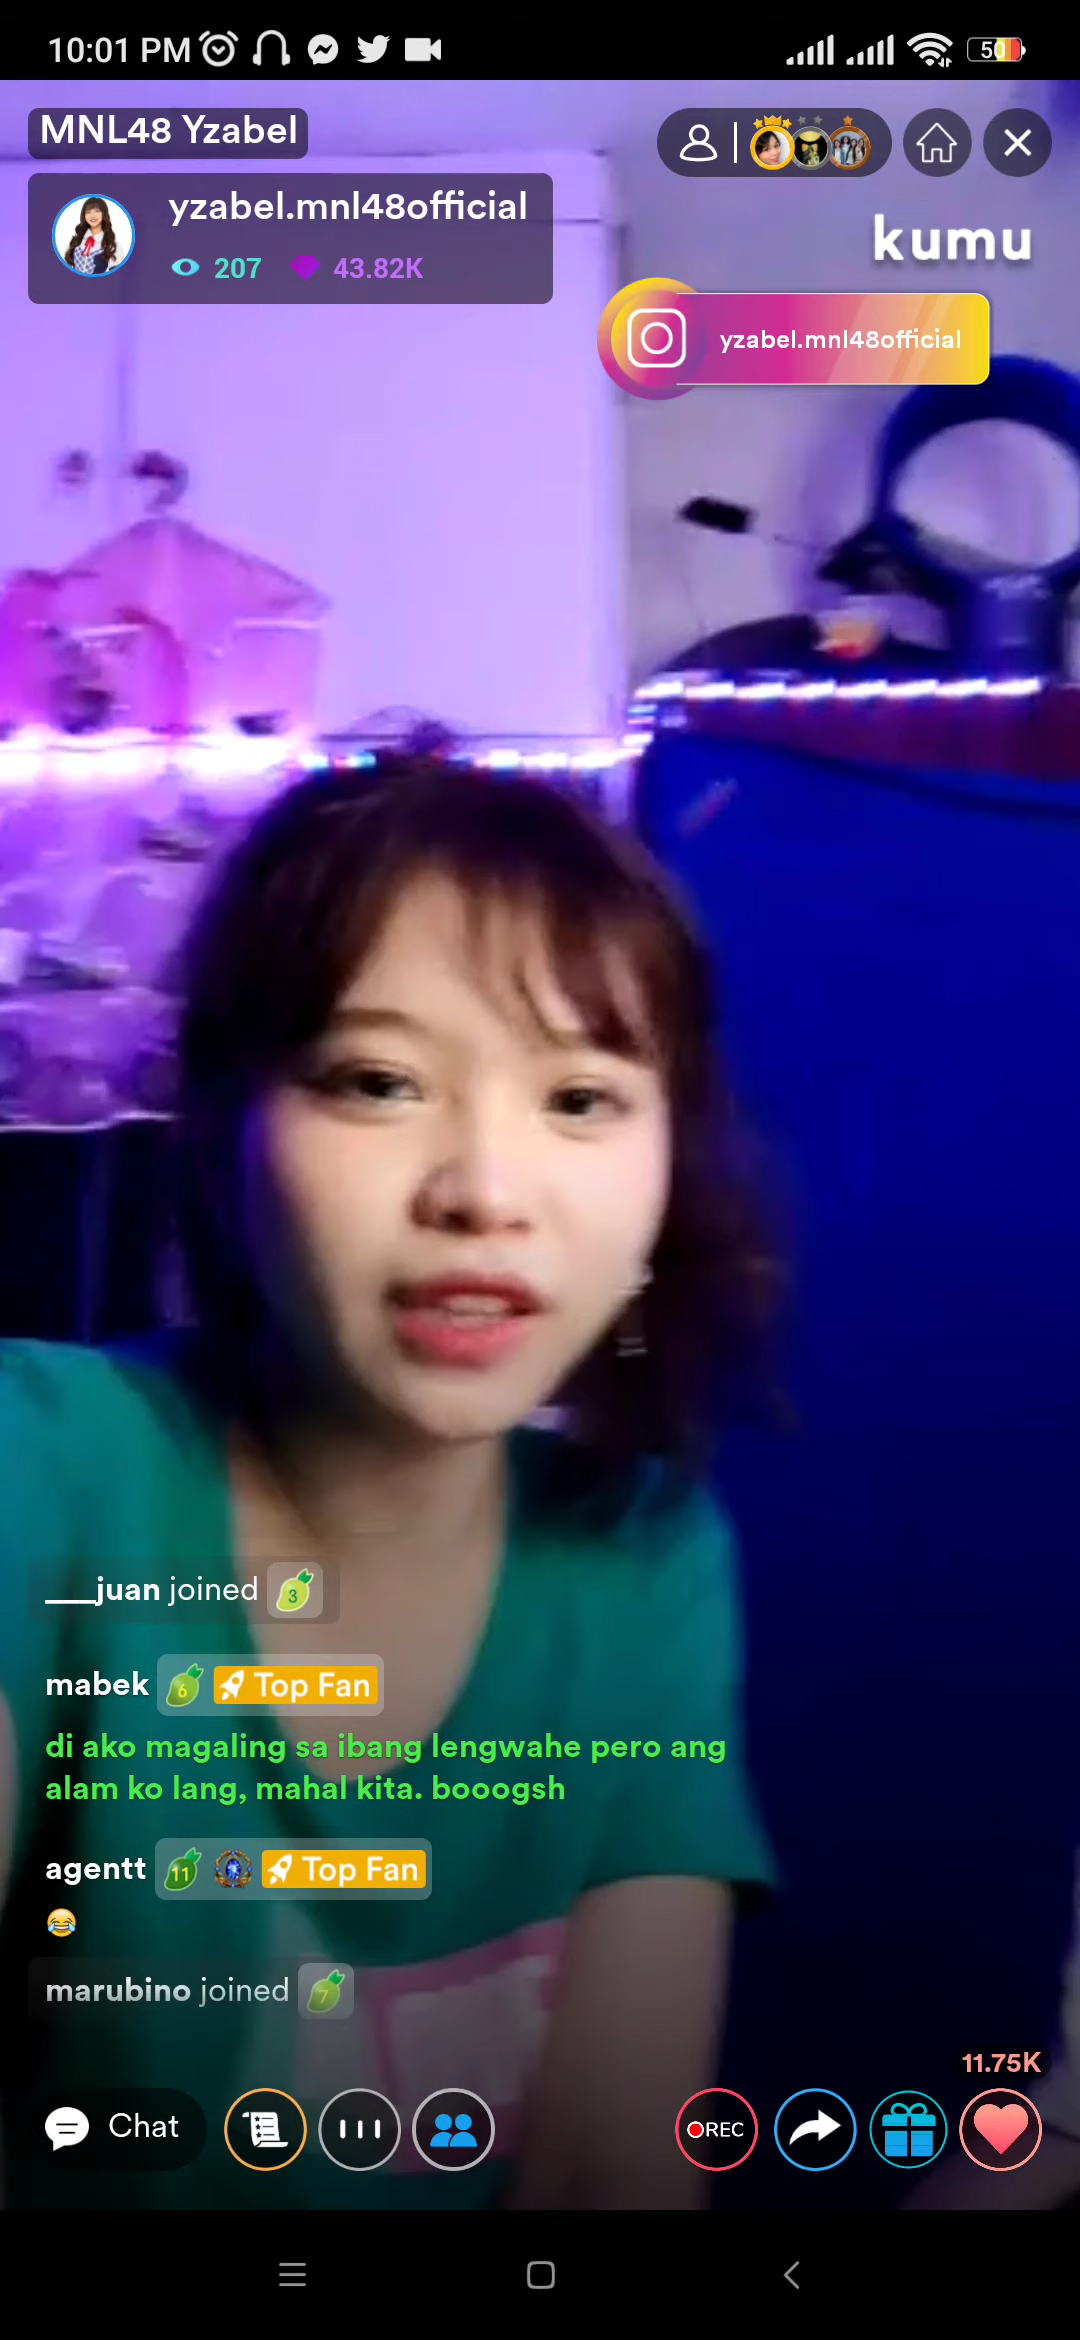 10:01 PM
50
MNL48 Yzabel
yzabel.mnl48official
207 43.82K
kumu
yzabel.mnl48official
___juan joined 3
mabek 6 Top Fan
di ako magaling sa ibang lengwahe pero ang
alam ko lang, mahal kita. booogsh
agentt 11 Top Fan
😂
marubino joined 7
11.75K
Chat
REC